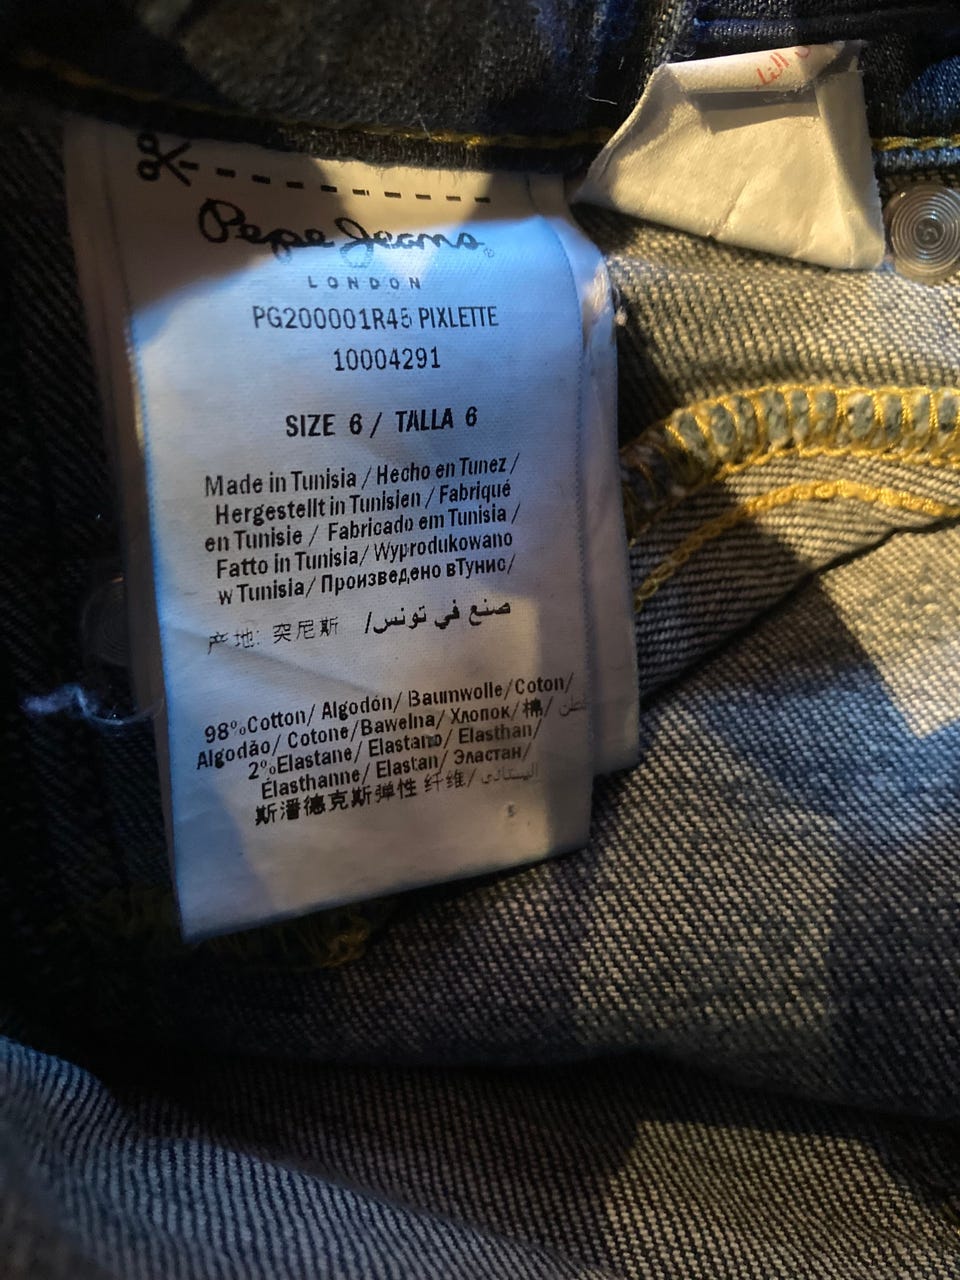 Pepe Jeans
LONDON
PG200001R45 PIXLETTE
10004291
SIZE 6 / TALLA 6
Made in Tunisia / Hecho en Tunez /
Hergestellt in Tunisien / Fabriqué
en Tunisie / Fabricado em Tunisia /
Fatto in Tunisia/ Wyprodukowano
w Tunisia/ Произведено вТунис/
产地: 突尼斯 /صنع في تونس
98%Cotton/ Algodón/ Baumwolle/Coton/
Algodão/ Cotone/Bawelna/ Хлопок/棉/ قطن
2%Elastane/ Elastano/ Elasthan/
Élasthanne/ Elastan/ Эластан/
斯潘德克斯弹性 纤维/